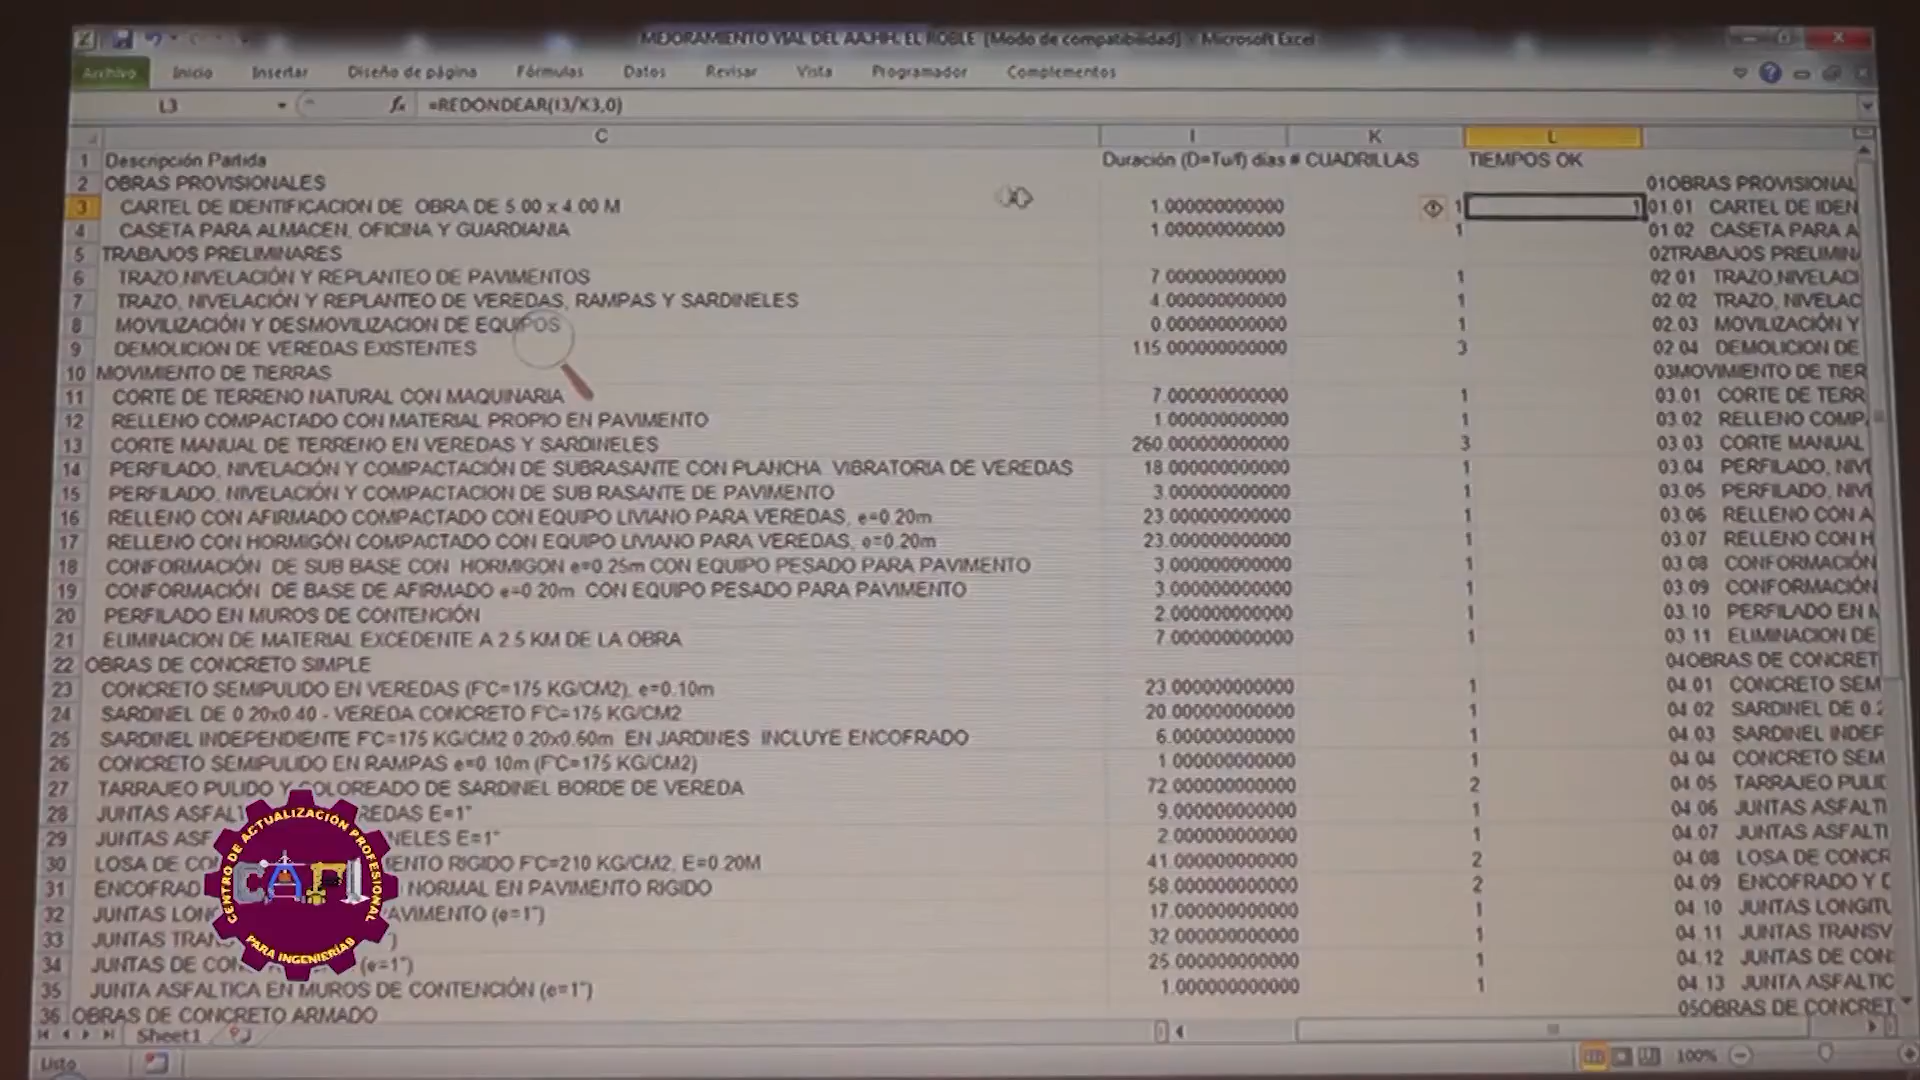 MEJORAMIENTO VIAL DEL AA.HH. EL ROBLE [Modo de compatibilidad] - Microsoft Excel
Archivo Inicio Insertar Diseño de página Fórmulas Datos Revisar Vista Programador Complementos
L3 fx =REDONDEAR(I3/K3,0)
C I K L
1 Descripción Partida Duración (D=Tu/f) días # CUADRILLAS TIEMPOS OK
2 OBRAS PROVISIONALES 01OBRAS PROVISIONAL
3 CARTEL DE IDENTIFICACION DE OBRA DE 5.00 x 4.00 M 1.000000000000 1 1 01.01 CARTEL DE IDEN
4 CASETA PARA ALMACEN, OFICINA Y GUARDIANIA 1.000000000000 1 01.02 CASETA PARA A
5 TRABAJOS PRELIMINARES 02TRABAJOS PRELIMIN
6 TRAZO,NIVELACIÓN Y REPLANTEO DE PAVIMENTOS 7.000000000000 1 02.01 TRAZO,NIVELACI
7 TRAZO, NIVELACIÓN Y REPLANTEO DE VEREDAS, RAMPAS Y SARDINELES 4.000000000000 1 02.02 TRAZO, NIVELAC
8 MOVILIZACIÓN Y DESMOVILIZACION DE EQUIPOS 0.000000000000 1 02.03 MOVILIZACIÓN Y
9 DEMOLICION DE VEREDAS EXISTENTES 115.000000000000 3 02.04 DEMOLICION DE
10 MOVIMIENTO DE TIERRAS 03MOVIMIENTO DE TIER
11 CORTE DE TERRENO NATURAL CON MAQUINARIA 7.000000000000 1 03.01 CORTE DE TERR
12 RELLENO COMPACTADO CON MATERIAL PROPIO EN PAVIMENTO 1.000000000000 1 03.02 RELLENO COMP
13 CORTE MANUAL DE TERRENO EN VEREDAS Y SARDINELES 260.000000000000 3 03.03 CORTE MANUAL
14 PERFILADO, NIVELACIÓN Y COMPACTACIÓN DE SUBRASANTE CON PLANCHA VIBRATORIA DE VEREDAS 18.000000000000 1 03.04 PERFILADO, NIVE
15 PERFILADO, NIVELACIÓN Y COMPACTACION DE SUB RASANTE DE PAVIMENTO 3.000000000000 1 03.05 PERFILADO, NIVE
16 RELLENO CON AFIRMADO COMPACTADO CON EQUIPO LIVIANO PARA VEREDAS, e=0.20m 23.000000000000 1 03.06 RELLENO CON A
17 RELLENO CON HORMIGÓN COMPACTADO CON EQUIPO LIVIANO PARA VEREDAS, e=0.20m 23.000000000000 1 03.07 RELLENO CON H
18 CONFORMACIÓN DE SUB BASE CON HORMIGON e=0.25m CON EQUIPO PESADO PARA PAVIMENTO 3.000000000000 1 03.08 CONFORMACIÓN
19 CONFORMACIÓN DE BASE DE AFIRMADO e=0.20m CON EQUIPO PESADO PARA PAVIMENTO 3.000000000000 1 03.09 CONFORMACIÓN
20 PERFILADO EN MUROS DE CONTENCIÓN 2.000000000000 1 03.10 PERFILADO EN M
21 ELIMINACION DE MATERIAL EXCEDENTE A 2.5 KM DE LA OBRA 7.000000000000 1 03.11 ELIMINACION DE
22 OBRAS DE CONCRETO SIMPLE 04OBRAS DE CONCRET
23 CONCRETO SEMIPULIDO EN VEREDAS (F'C=175 KG/CM2), e=0.10m 23.000000000000 1 04.01 CONCRETO SEM
24 SARDINEL DE 0.20x0.40 - VEREDA CONCRETO F'C=175 KG/CM2 20.000000000000 1 04.02 SARDINEL DE 0.2
25 SARDINEL INDEPENDIENTE F'C=175 KG/CM2 0.20x0.60m EN JARDINES INCLUYE ENCOFRADO 6.000000000000 1 04.03 SARDINEL INDEP
26 CONCRETO SEMIPULIDO EN RAMPAS e=0.10m (F'C=175 KG/CM2) 1.000000000000 1 04.04 CONCRETO SEM
27 TARRAJEO PULIDO Y COLOREADO DE SARDINEL BORDE DE VEREDA 72.000000000000 2 04.05 TARRAJEO PULID
28 JUNTAS ASFALT REDAS E=1" 9.000000000000 1 04.06 JUNTAS ASFALTI
29 JUNTAS ASF NELES E=1" 2.000000000000 1 04.07 JUNTAS ASFALTI
30 LOSA DE CO IENTO RIGIDO F'C=210 KG/CM2, E=0.20M 41.000000000000 2 04.08 LOSA DE CONCR
31 ENCOFRAD NORMAL EN PAVIMENTO RIGIDO 58.000000000000 2 04.09 ENCOFRADO Y D
32 JUNTAS LON AVIMENTO (e=1") 17.000000000000 1 04.10 JUNTAS LONGITU
33 JUNTAS TRAN ") 32.000000000000 1 04.11 JUNTAS TRANSV
34 JUNTAS DE CON (e=1") 25.000000000000 1 04.12 JUNTAS DE CON
35 JUNTA ASFALTICA EN MUROS DE CONTENCIÓN (e=1") 1.000000000000 1 04.13 JUNTA ASFALTIC
36 OBRAS DE CONCRETO ARMADO 05OBRAS DE CONCRET
CENTRO DE ACTUALIZACIÓN PROFESIONAL
CAPI
PARA INGENIERÍAS
Sheet1
Listo 100%